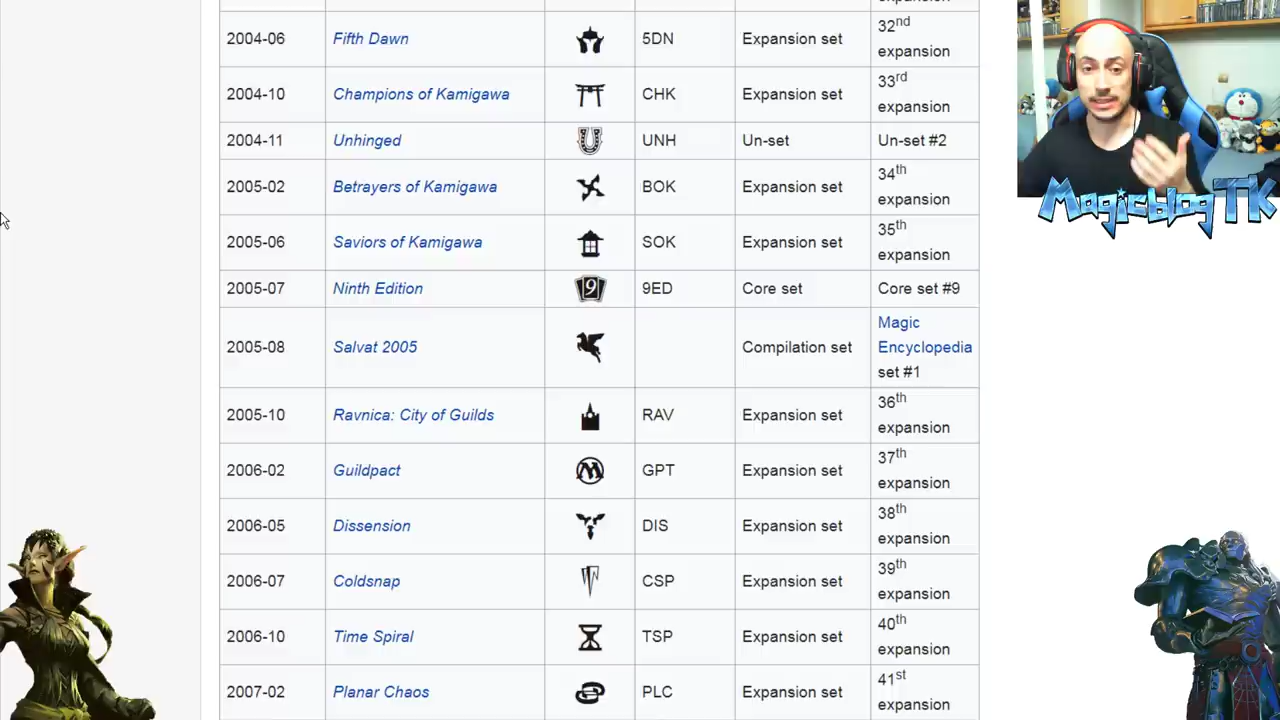 expansion
2004-06 Fifth Dawn 5DN Expansion set 32nd expansion
2004-10 Champions of Kamigawa CHK Expansion set 33rd expansion
2004-11 Unhinged UNH Un-set Un-set #2
2005-02 Betrayers of Kamigawa BOK Expansion set 34th expansion
2005-06 Saviors of Kamigawa SOK Expansion set 35th expansion
2005-07 Ninth Edition 9 9ED Core set Core set #9
2005-08 Salvat 2005 Compilation set Magic Encyclopedia set #1
2005-10 Ravnica: City of Guilds RAV Expansion set 36th expansion
2006-02 Guildpact GPT Expansion set 37th expansion
2006-05 Dissension DIS Expansion set 38th expansion
2006-07 Coldsnap CSP Expansion set 39th expansion
2006-10 Time Spiral TSP Expansion set 40th expansion
2007-02 Planar Chaos PLC Expansion set 41st expansion
MagicblogTK